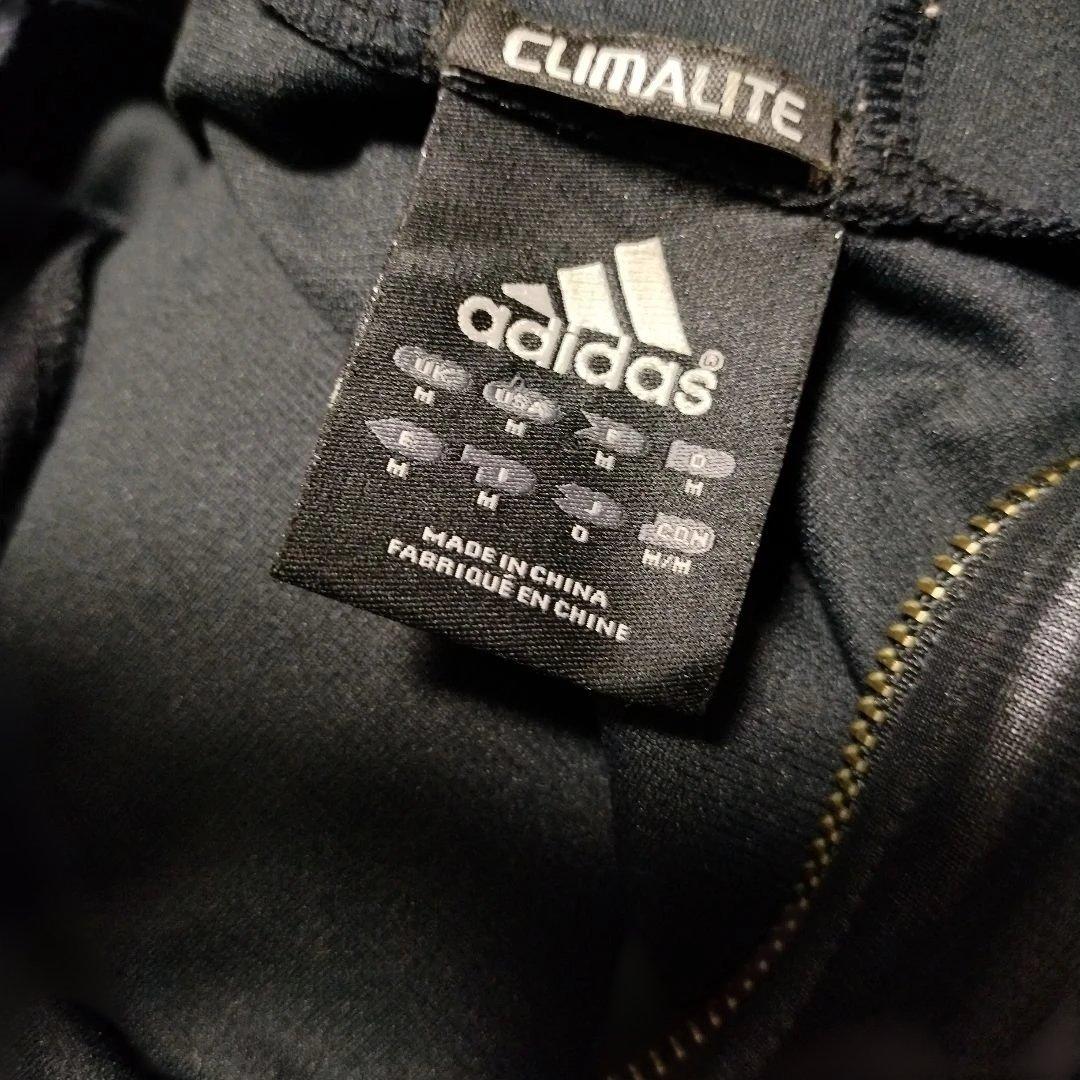 CLIMALITE
adidas®
UK USA F D
M M M M
E I J CDN
M M O M/M
MADE IN CHINA
FABRIQUÉ EN CHINE